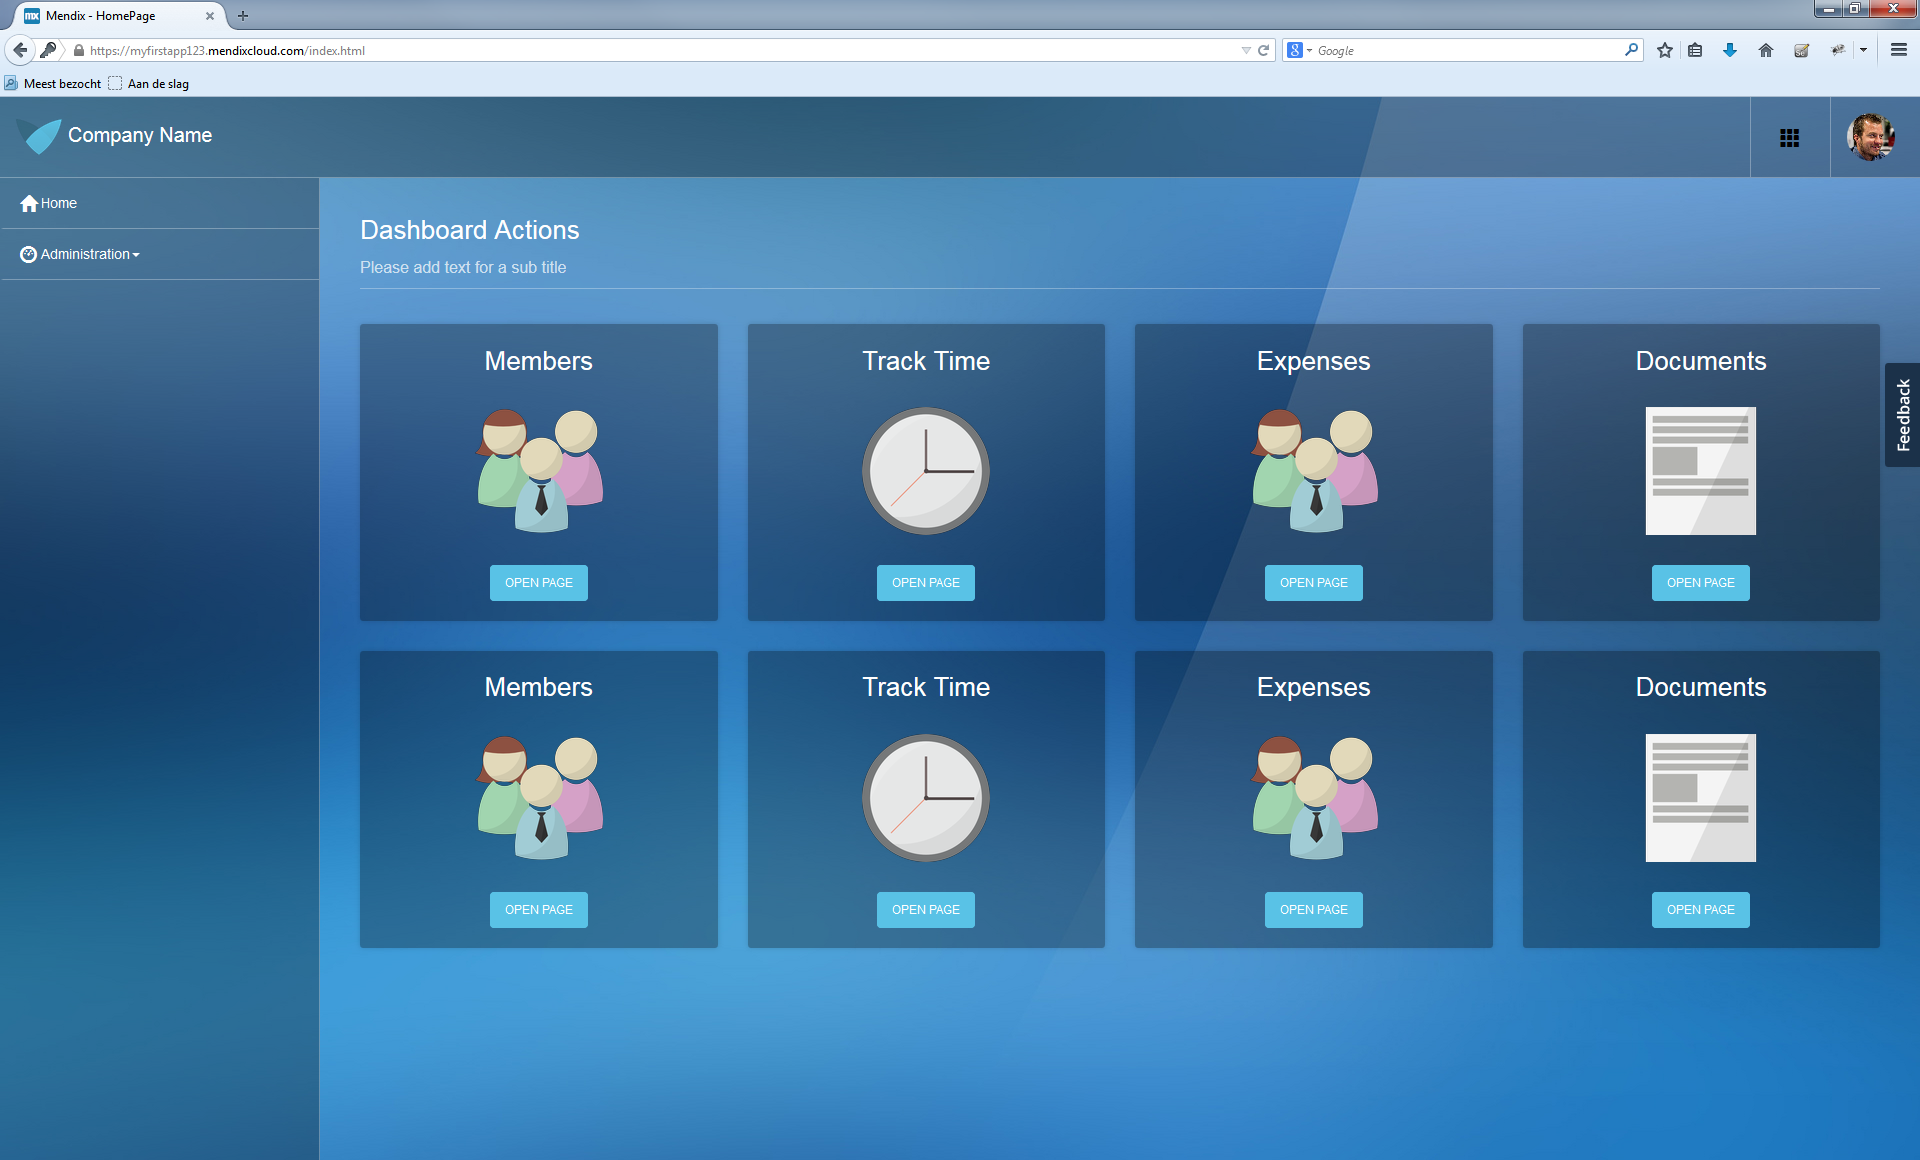 mx Mendix - HomePage
https://myfirstapp123.mendixcloud.com/index.html
8 Google
Meest bezocht Aan de slag
Company Name
Home
Administration
Dashboard Actions
Please add text for a sub title
Members Track Time Expenses Documents
OPEN PAGE OPEN PAGE OPEN PAGE OPEN PAGE
Members Track Time Expenses Documents
OPEN PAGE OPEN PAGE OPEN PAGE OPEN PAGE
Feedback